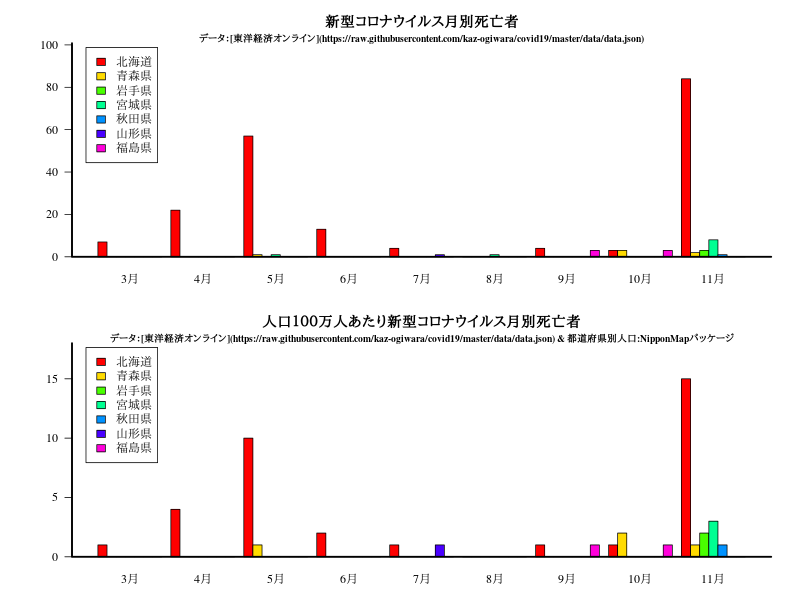 新型コロナウイルス月別死亡者
データ:[東洋経済オンライン](https://raw.githubusercontent.com/kaz-ogiwara/covid19/master/data/data.json)
100
80
60
40
20
0
北海道
青森県
岩手県
宮城県
秋田県
山形県
福島県
3月 4月 5月 6月 7月 8月 9月 10月 11月
人口100万人あたり新型コロナウイルス月別死亡者
データ:[東洋経済オンライン](https://raw.githubusercontent.com/kaz-ogiwara/covid19/master/data/data.json) & 都道府県別人口:NipponMapパッケージ
15
10
5
0
北海道
青森県
岩手県
宮城県
秋田県
山形県
福島県
3月 4月 5月 6月 7月 8月 9月 10月 11月